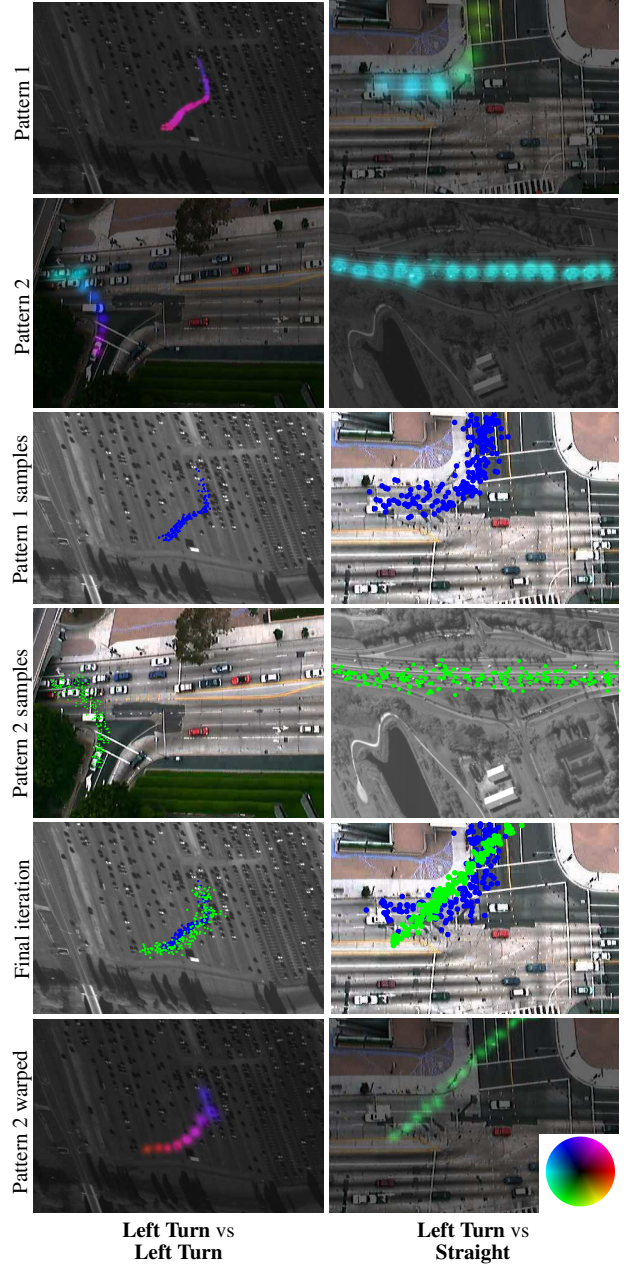 Pattern 1
Pattern 2
Pattern 1 samples
Pattern 2 samples
Final iteration
Pattern 2 warped
Left Turn vs
Left Turn
Left Turn vs
Straight